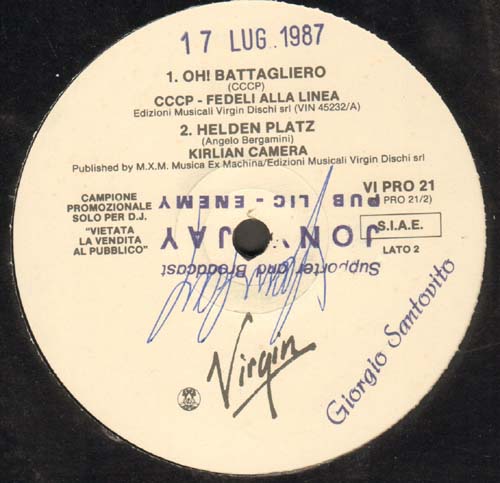 17 LUG. 1987
1. OH! BATTAGLIERO
(CCCP)
CCCP - FEDELI ALLA LINEA
Edizioni Musicali Virgin Dischi srl (VIN 45232/A)
2. HELDEN PLATZ
(Angelo Bergamini)
KIRLIAN CAMERA
Published by M.X.M. Musica Ex Machina/Edizioni Musicali Virgin Dischi srl
CAMPIONE
PROMOZIONALE
SOLO PER D.J.
"VIETATA
LA VENDITA
AL PUBBLICO"
VI PRO 21
PRO 21/2)
S.I.A.E.
LATO 2
Supporter and Broadcast
JON JAY
PUB LIC - ENEMY
Virgin
Giorgio Santovito